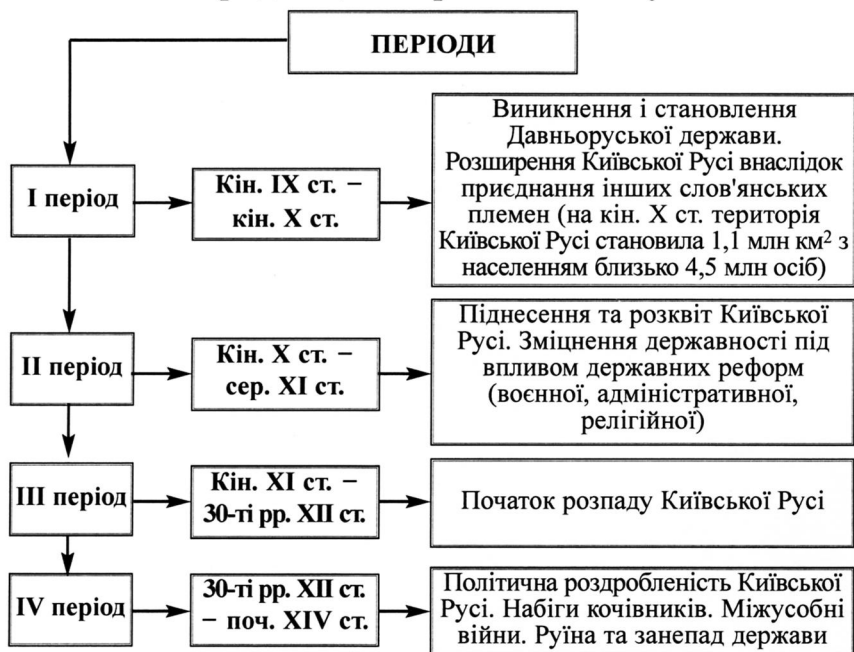 ПЕРІОДИ
І період
Кін. IX ст. –
кін. X ст.
Виникнення і становлення
Давньоруської держави.
Розширення Київської Русі внаслідок
приєднання інших слов'янських
племен (на кін. X ст. територія
Київської Русі становила 1,1 млн км² з
населенням близько 4,5 млн осіб)
ІІ період
Кін. X ст. –
сер. XI ст.
Піднесення та розквіт Київської
Русі. Зміцнення державності під
впливом державних реформ
(воєнної, адміністративної,
релігійної)
ІІІ період
Кін. XI ст. –
30-ті рр. XII ст.
Початок розпаду Київської Русі
IV період
30-ті рр. XII ст.
– поч. XIV ст.
Політична роздробленість Київської
Русі. Набіги кочівників. Міжусобні
війни. Руїна та занепад держави